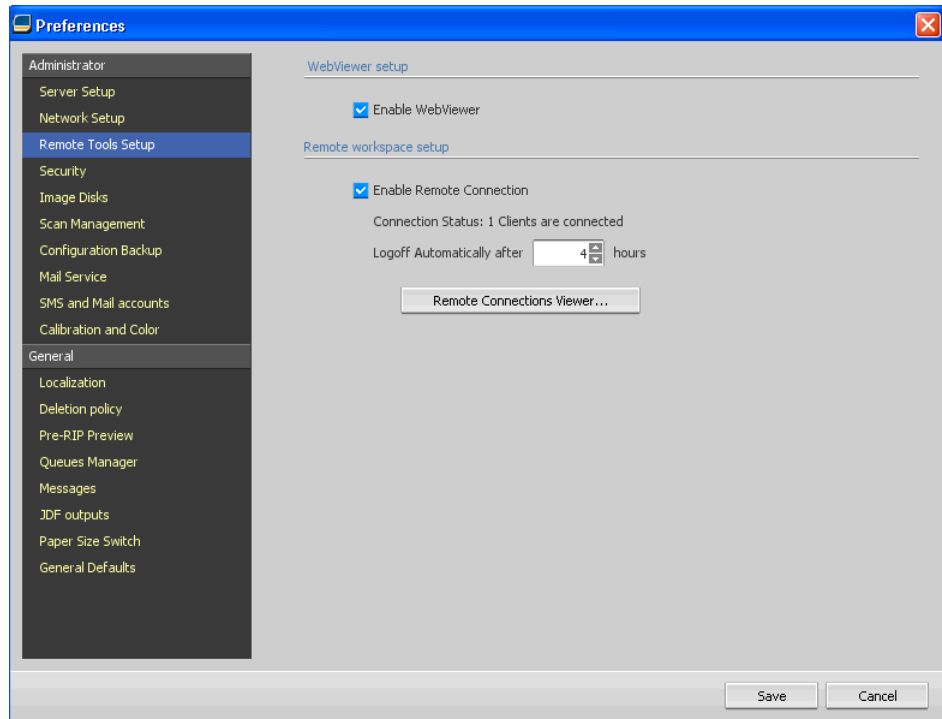 Preferences
Administrator
Server Setup
Network Setup
Remote Tools Setup
Security
Image Disks
Scan Management
Configuration Backup
Mail Service
SMS and Mail accounts
Calibration and Color
General
Localization
Deletion policy
Pre-RIP Preview
Queues Manager
Messages
JDF outputs
Paper Size Switch
General Defaults
WebViewer setup
Enable WebViewer
Remote workspace setup
Enable Remote Connection
Connection Status: 1 Clients are connected
Logoff Automatically after 4 hours
Remote Connections Viewer...
Save Cancel